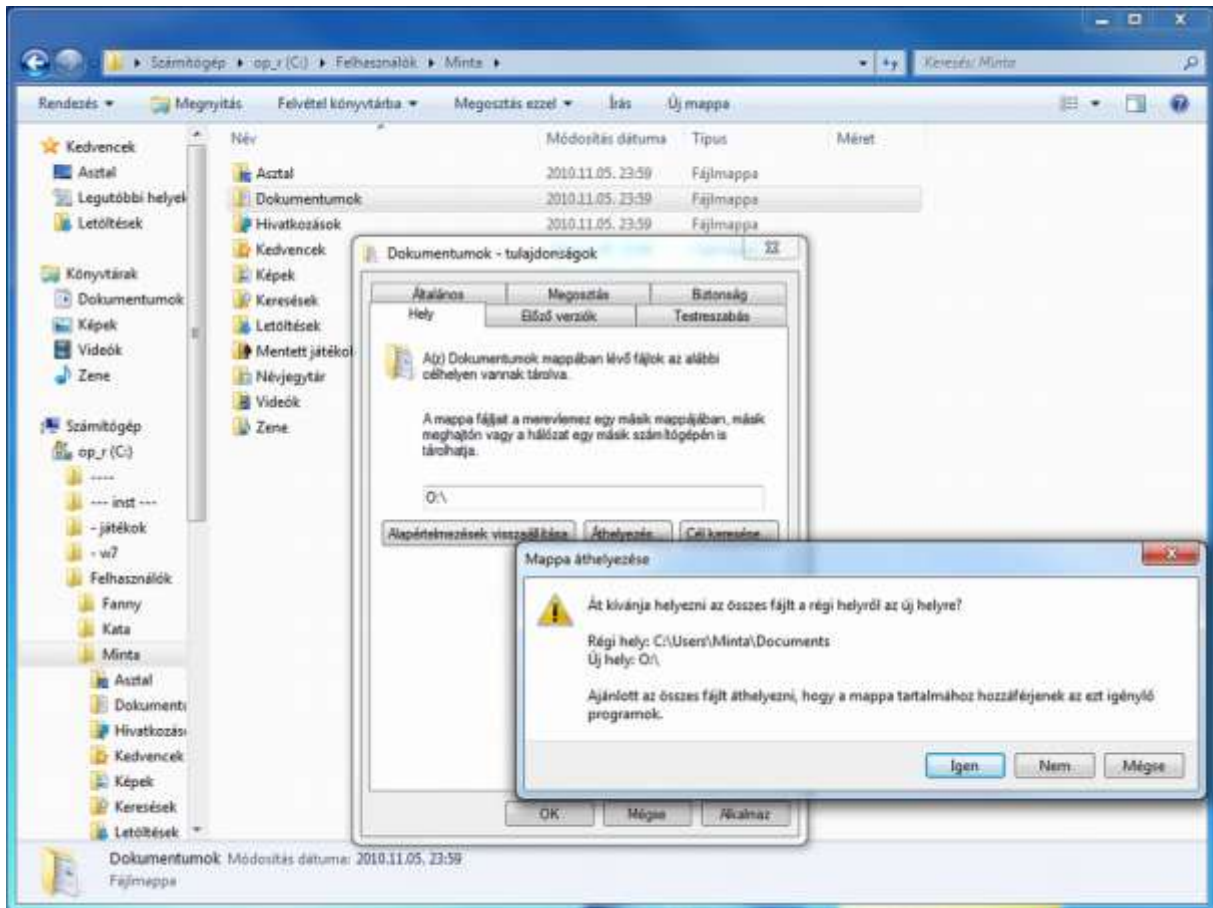 Számítógép ▸ op_r (C:) ▸ Felhasználók ▸ Minta ▸
Keresés: Minta
Rendezés
Megnyitás
Felvétel könyvtárba
Megosztás ezzel
Írás
Új mappa
Név
Módosítás dátuma
Típus
Méret
Kedvencek
Asztal
Legutóbbi helyek
Letöltések
Könyvtárak
Dokumentumok
Képek
Videók
Zene
Számítógép
op_r (C:)
----
--- inst ---
- játékok
- w7
Felhasználók
Fanny
Kata
Minta
Asztal
Dokumentu
Hivatkozás
Kedvencek
Képek
Keresések
Letöltések
Asztal 2010.11.05. 23:59 Fájlmappa
Dokumentumok 2010.11.05. 23:59 Fájlmappa
Hivatkozások 2010.11.05. 23:59 Fájlmappa
Kedvencek
Képek
Keresések
Letöltések
Mentett játékok
Névjegytár
Videók
Zene
Dokumentumok - tulajdonságok
Általános
Megosztás
Biztonság
Hely
Előző verziók
Testreszabás
A(z) Dokumentumok mappában lévő fájlok az alábbi
célhelyen vannak tárolva.
A mappa fájljait a merevlemez egy másik mappájában, másik
meghajtón vagy a hálózat egy másik számítógépén is
tárolhatja.
O:\
Alapértelmezések visszaállítása
Áthelyezés...
Cél keresése...
Mappa áthelyezése
Át kívánja helyezni az összes fájlt a régi helyről az új helyre?
Régi hely: C:\Users\Minta\Documents
Új hely: O:\
Ajánlott az összes fájlt áthelyezni, hogy a mappa tartalmához hozzáférjenek az ezt igénylő
programok.
Igen
Nem
Mégse
OK
Mégse
Alkalmaz
Dokumentumok Módosítás dátuma: 2010.11.05. 23:59
Fájlmappa